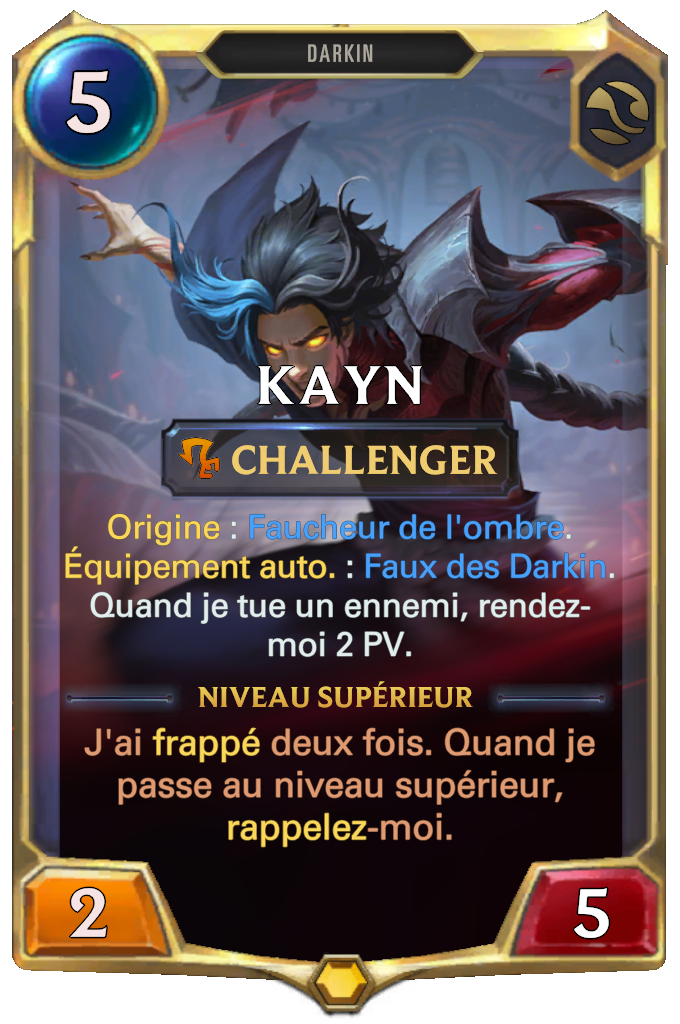 5
DARKIN
KAYN
CHALLENGER
Origine : Faucheur de l'ombre.
Équipement auto. : Faux des Darkin.
Quand je tue un ennemi, rendez-
moi 2 PV.
NIVEAU SUPÉRIEUR
J'ai frappé deux fois. Quand je
passe au niveau supérieur,
rappelez-moi.
2
5